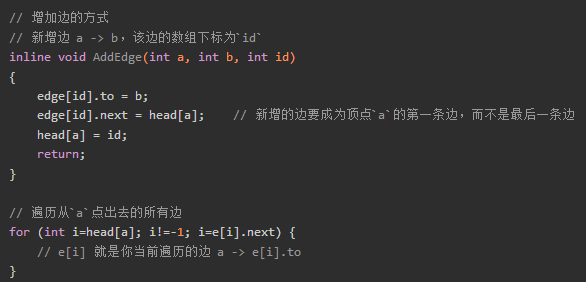 // 增加边的方式
// 新增边 a -> b，该边的数组下标为`id`
inline void AddEdge(int a, int b, int id)
{
    edge[id].to = b;
    edge[id].next = head[a];    // 新增的边要成为顶点`a`的第一条边，而不是最后一条边
    head[a] = id;
    return;
}
// 遍历从`a`点出去的所有边
for (int i=head[a]; i!=-1; i=e[i].next) {
    // e[i] 就是你当前遍历的边 a -> e[i].to
}